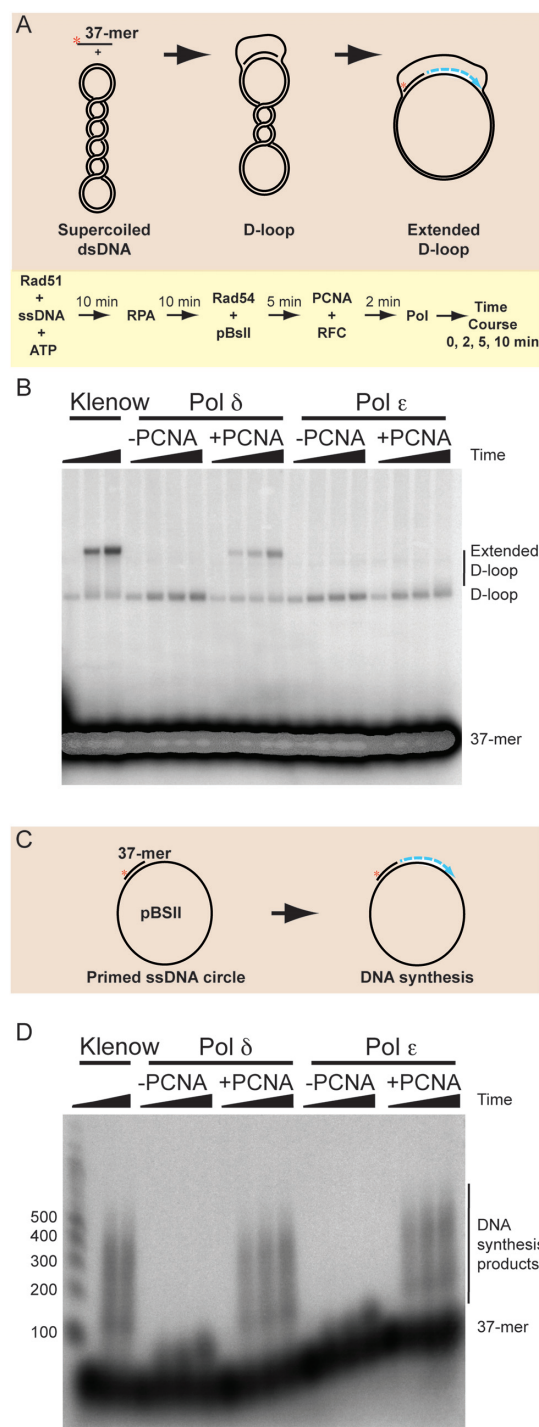 A
* 37-mer
+
Supercoiled
dsDNA
D-loop
Extended
D-loop
Rad51
+
ssDNA
+
ATP
10 min
RPA
10 min
Rad54
+
pBsII
5 min
PCNA
+
RFC
2 min
Pol
Time
Course
0, 2, 5, 10 min
B
Klenow Pol δ Pol ε
-PCNA +PCNA -PCNA +PCNA
Time
Extended
D-loop
D-loop
37-mer
C
37-mer
*
pBSII
Primed ssDNA circle
*
DNA synthesis
D
Klenow Pol δ Pol ε
-PCNA +PCNA -PCNA +PCNA
Time
500
400
300
200
100
DNA
synthesis
products
37-mer